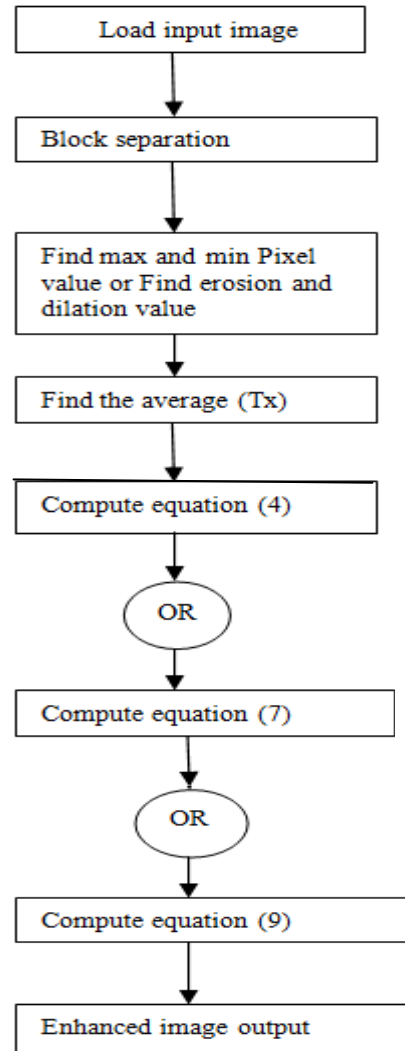 Load input image
Block separation
Find max and min Pixel
value or Find erosion and
dilation value
Find the average (Tx)
Compute equation (4)
OR
Compute equation (7)
OR
Compute equation (9)
Enhanced image output